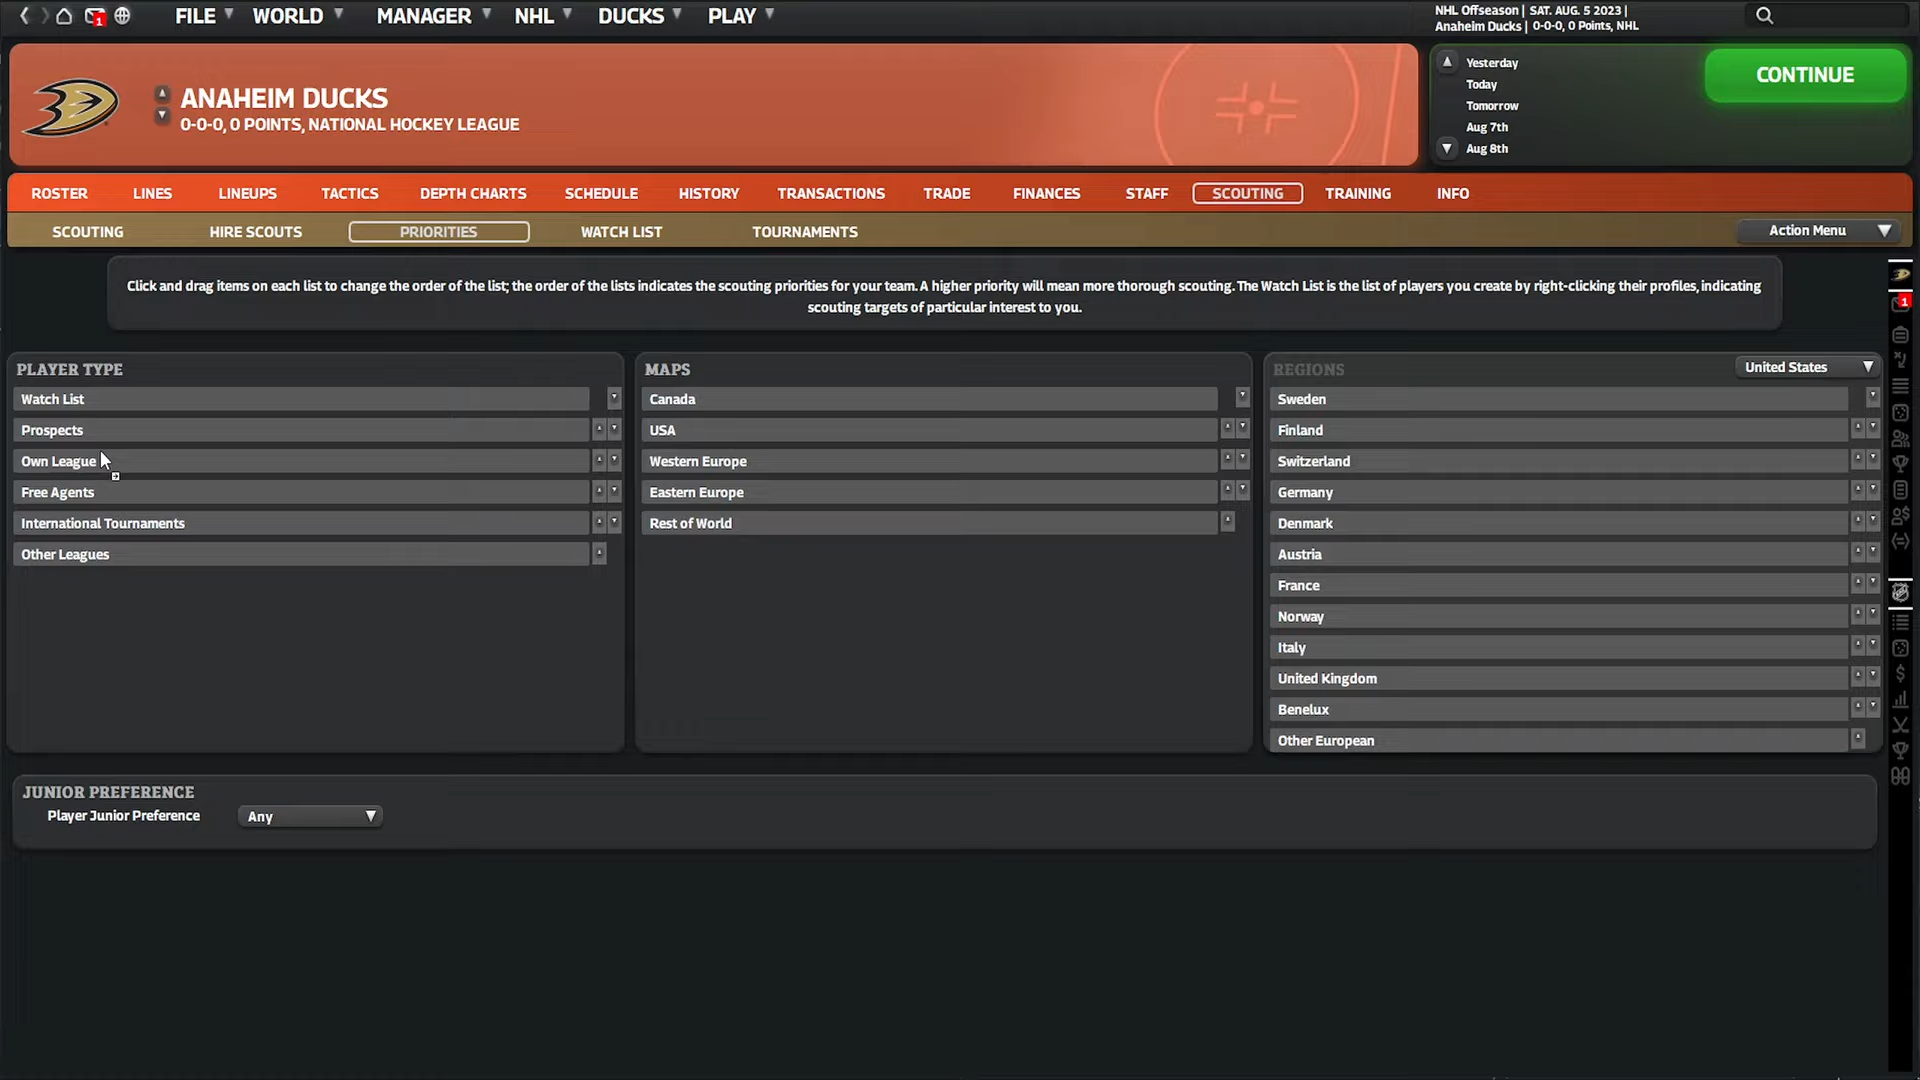 FILE WORLD MANAGER NHL DUCKS PLAY
1
NHL Offseason | SAT. AUG. 5 2023 |
Anaheim Ducks | 0-0-0, 0 Points, NHL
ANAHEIM DUCKS
0-0-0, 0 POINTS, NATIONAL HOCKEY LEAGUE
Yesterday
Today
Tomorrow
Aug 7th
Aug 8th
CONTINUE
ROSTER LINES LINEUPS TACTICS DEPTH CHARTS SCHEDULE HISTORY TRANSACTIONS TRADE FINANCES STAFF SCOUTING TRAINING INFO
SCOUTING HIRE SCOUTS PRIORITIES WATCH LIST TOURNAMENTS
Action Menu
Click and drag items on each list to change the order of the list; the order of the lists indicates the scouting priorities for your team. A higher priority will mean more thorough scouting. The Watch List is the list of players you create by right-clicking their profiles, indicating
scouting targets of particular interest to you.
1
PLAYER TYPE
Watch List
Prospects
Own League
Free Agents
International Tournaments
Other Leagues
MAPS
Canada
USA
Western Europe
Eastern Europe
Rest of World
REGIONS
United States
Sweden
Finland
Switzerland
Germany
Denmark
Austria
France
Norway
Italy
United Kingdom
Benelux
Other European
JUNIOR PREFERENCE
Player Junior Preference Any